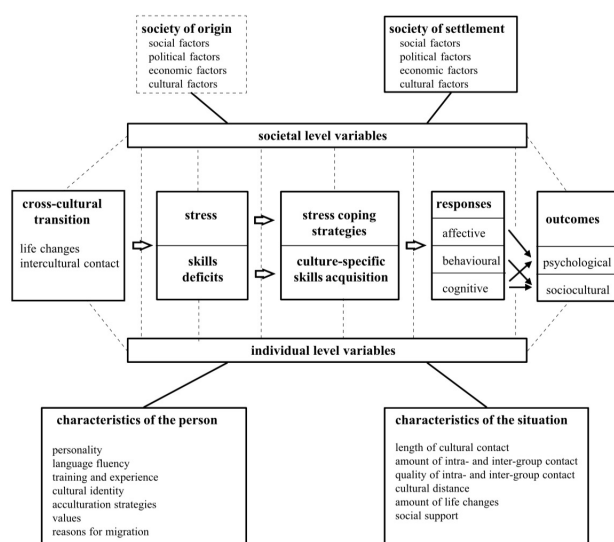 society of origin
social factors
political factors
economic factors
cultural factors
society of settlement
social factors
political factors
economic factors
cultural factors
societal level variables
cross-cultural
transition
life changes
intercultural contact
stress
skills
deficits
stress coping
strategies
culture-specific
skills acquisition
responses
affective
behavioural
cognitive
outcomes
psychological
sociocultural
individual level variables
characteristics of the person
personality
language fluency
training and experience
cultural identity
acculturation strategies
values
reasons for migration
characteristics of the situation
length of cultural contact
amount of intra- and inter-group contact
quality of intra- and inter-group contact
cultural distance
amount of life changes
social support